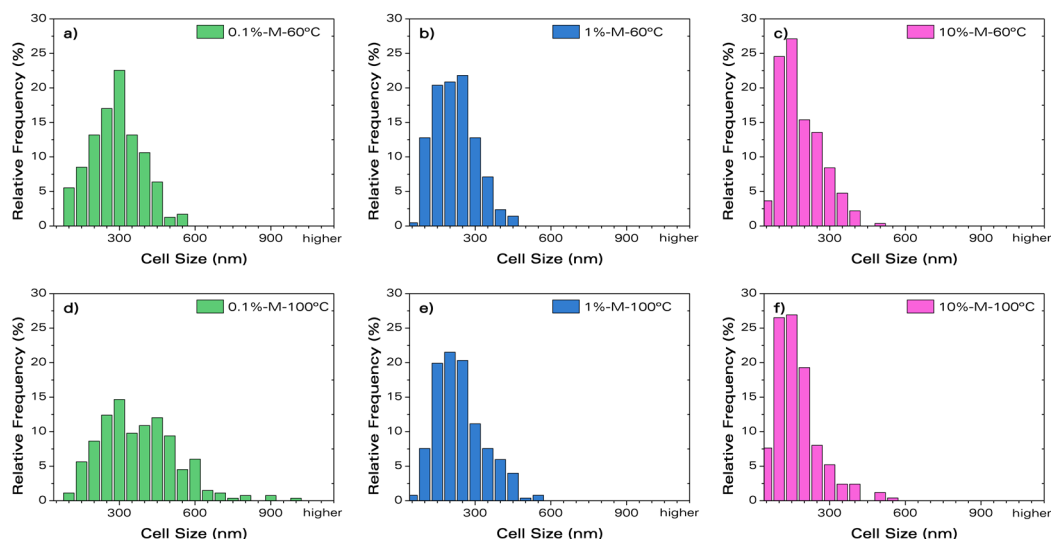 a)
0.1%-M-60ºC
Relative Frequency (%)
30
25
20
15
10
5
0
300
600
900
higher
Cell Size (nm)
b)
1%-M-60ºC
Relative Frequency (%)
30
25
20
15
10
5
0
300
600
900
higher
Cell Size (nm)
c)
10%-M-60ºC
Relative Frequency (%)
30
25
20
15
10
5
0
300
600
900
higher
Cell Size (nm)
d)
0.1%-M-100ºC
Relative Frequency (%)
30
25
20
15
10
5
0
300
600
900
higher
Cell Size (nm)
e)
1%-M-100ºC
Relative Frequency (%)
30
25
20
15
10
5
0
300
600
900
higher
Cell Size (nm)
f)
10%-M-100ºC
Relative Frequency (%)
30
25
20
15
10
5
0
300
600
900
higher
Cell Size (nm)